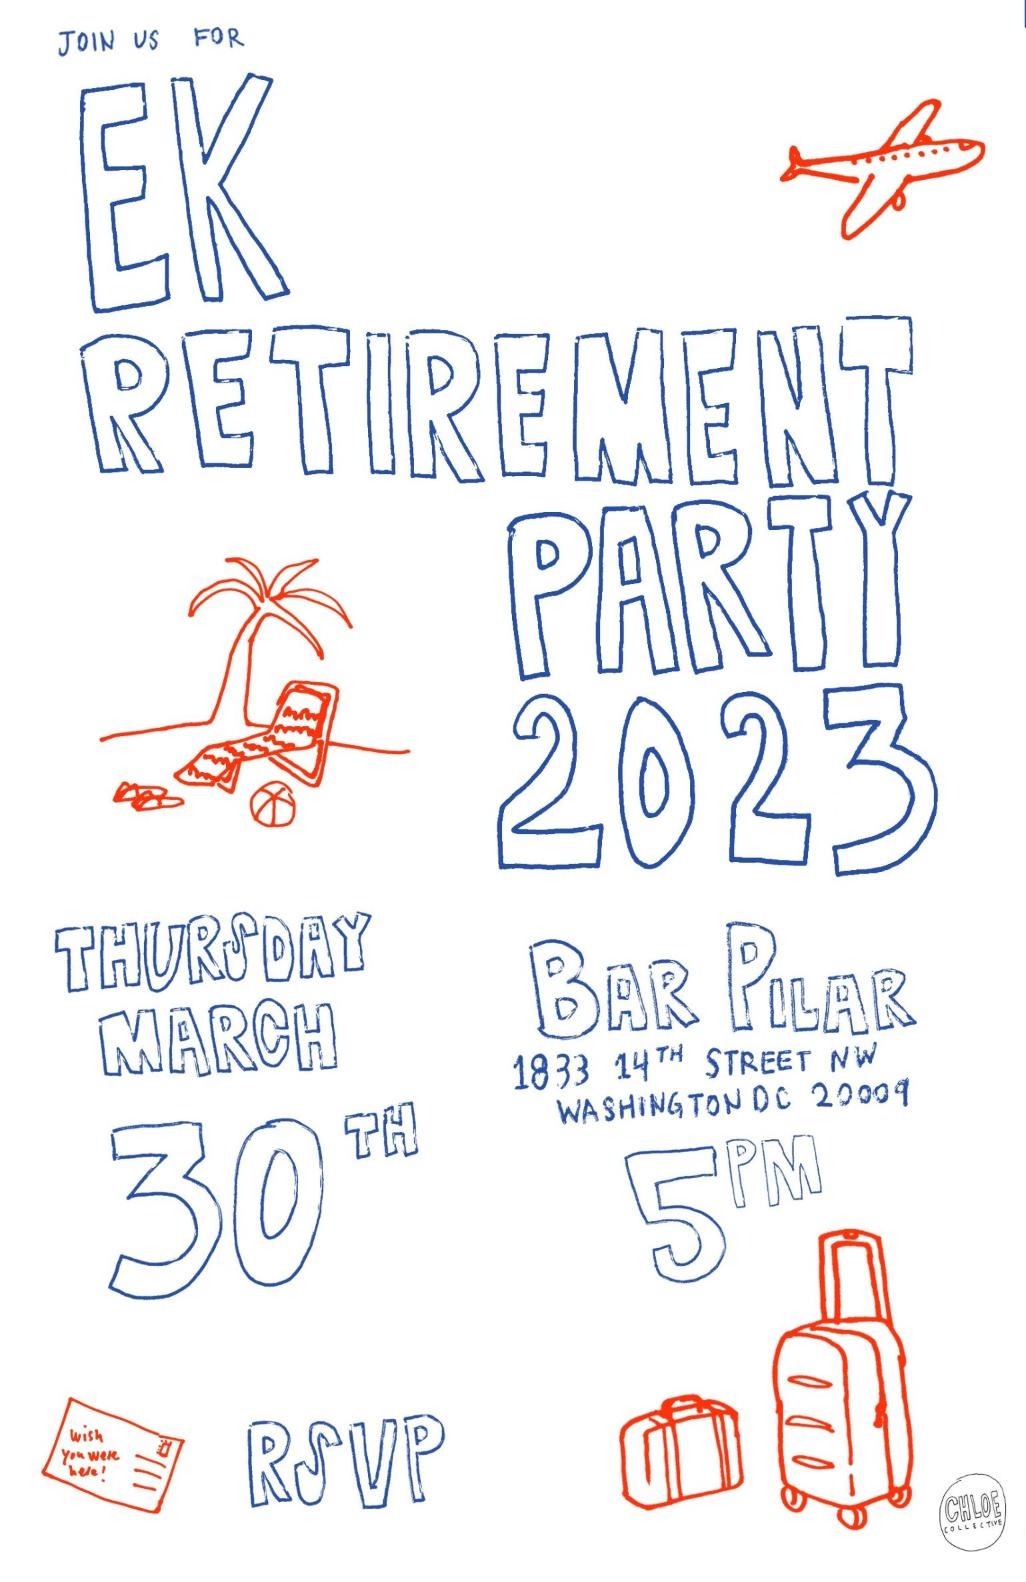 JOIN US FOR
EK
RETIREMENT
PARTY
2023
THURSDAY
MARCH
30TH
BAR PILAR
1833 14TH STREET NW
WASHINGTON DC 20009
5PM
wish
you were
here!
RSVP
CHLOE
COLLECTIVE